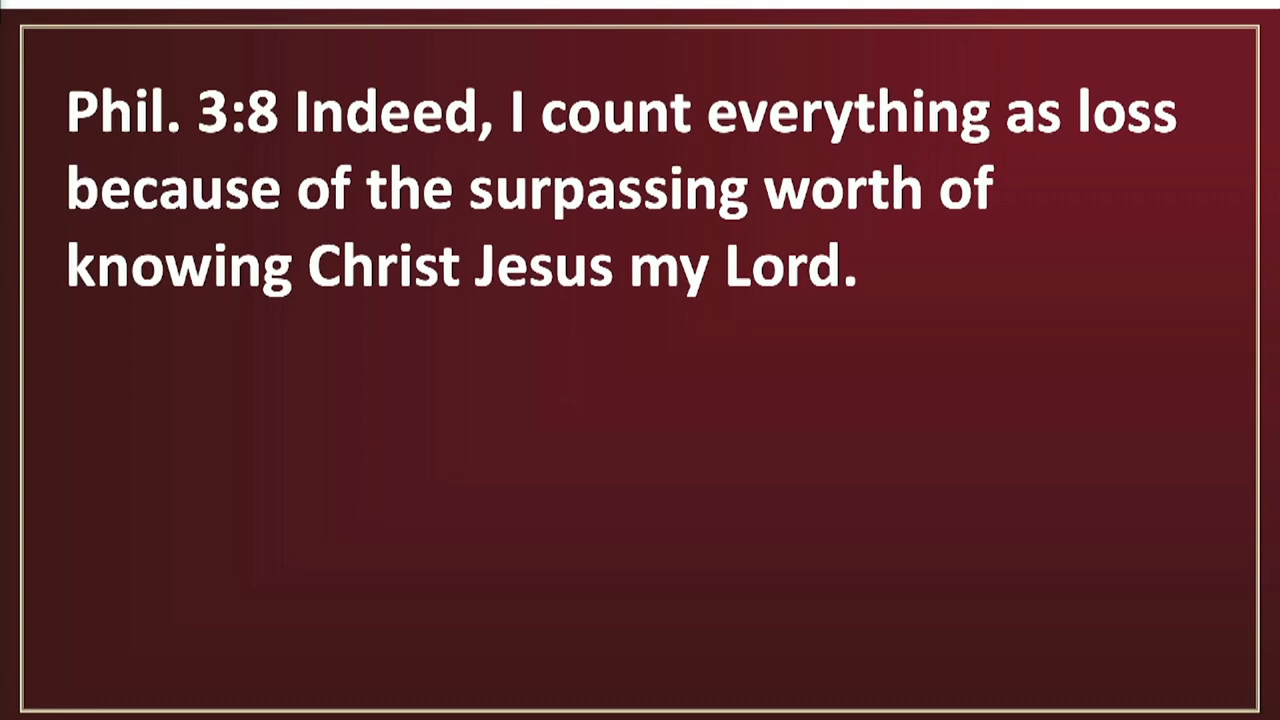 Phil. 3:8 Indeed, I count everything as loss
because of the surpassing worth of
knowing Christ Jesus my Lord.